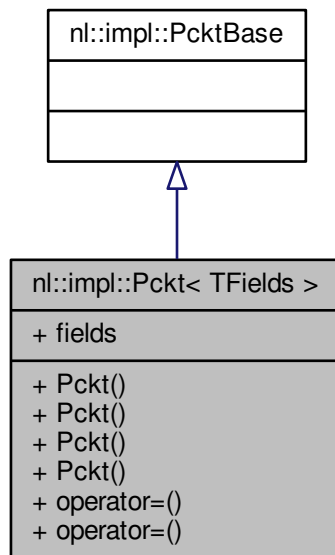 nl::impl::PcktBase
nl::impl::Pckt< TFields >
+ fields
+ Pckt()
+ Pckt()
+ Pckt()
+ Pckt()
+ operator=()
+ operator=()